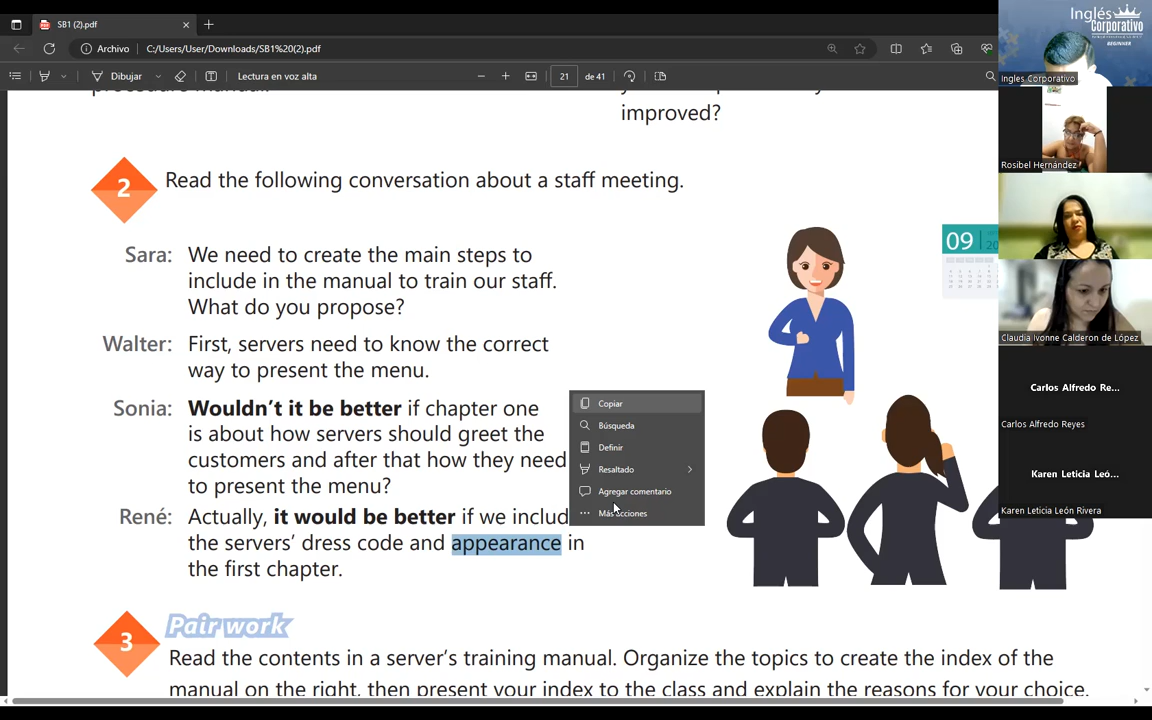 SB1 (2).pdf
Archivo
C:/Users/User/Downloads/SB1%20(2).pdf
Dibujar
Lectura en voz alta
21
de 41
improved?
2
Read the following conversation about a staff meeting.
Sara: We need to create the main steps to
include in the manual to train our staff.
What do you propose?
Walter: First, servers need to know the correct
way to present the menu.
Sonia: Wouldn't it be better if chapter one
is about how servers should greet the
customers and after that how they need
to present the menu?
René: Actually, it would be better if we includ
the servers' dress code and appearance in
the first chapter.
Copiar
Búsqueda
Definir
Resaltado
Agregar comentario
Más acciones
09
20
3
Pair work
Read the contents in a server's training manual. Organize the topics to create the index of the
manual on the right, then present your index to the class and explain the reasons for your choice.
Inglés
Corporativo
BEGINNER
Ingles Corporativo
Rosibel Hernández
Claudia Ivonne Calderon de López
Carlos Alfredo Re...
Carlos Alfredo Reyes
Karen Leticia Leó...
Karen Leticia León Rivera